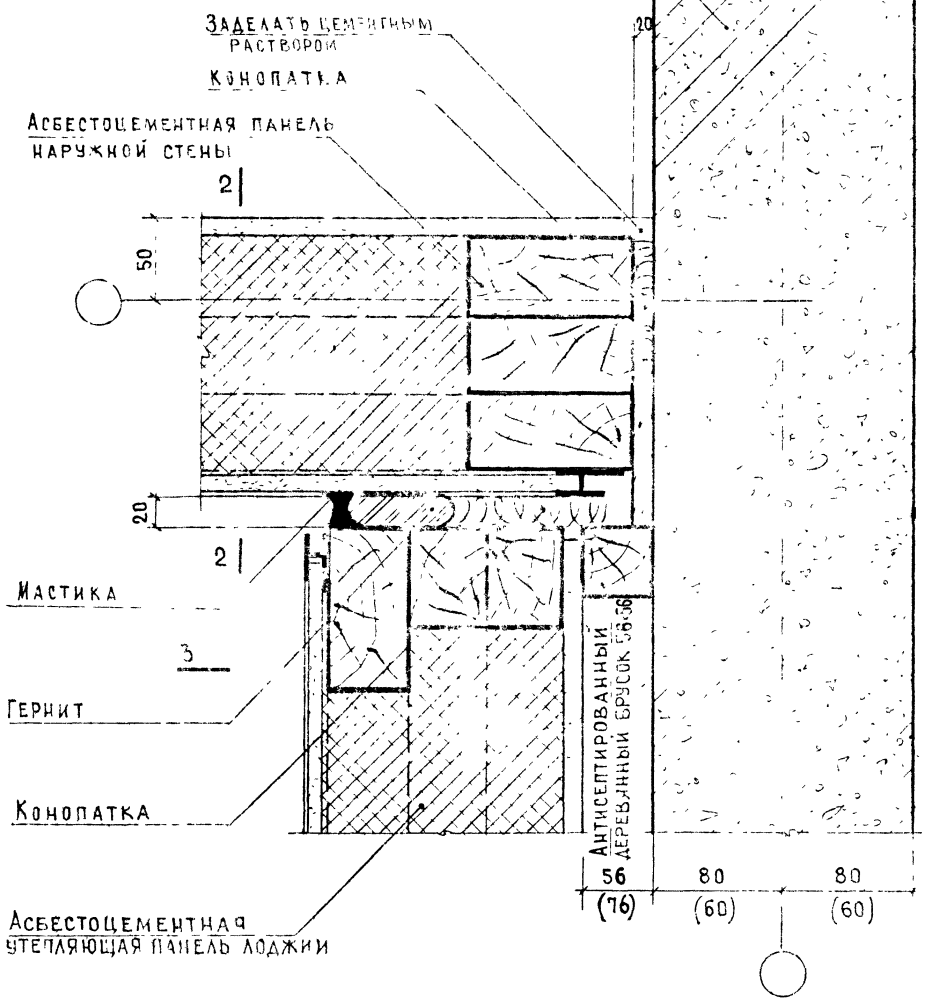 ЗАДЕЛАТЬ ЦЕМЕНТНЫМ
РАСТВОРОМ
КОНОПАТКА
АСБЕСТОЦЕМЕНТНАЯ ПАНЕЛЬ
НАРУЖНОЙ СТЕНЫ
20
2
50
20
2
МАСТИКА
3
ГЕРНИТ
КОНОПАТКА
АНТИСЕПТИРОВАННЫЙ
ДЕРЕВЯННЫЙ БРУСОК 56·56
56
80
80
(76)
(60)
(60)
АСБЕСТОЦЕМЕНТНАЯ
УТЕПЛЯЮЩАЯ ПАНЕЛЬ ЛОДЖИИ